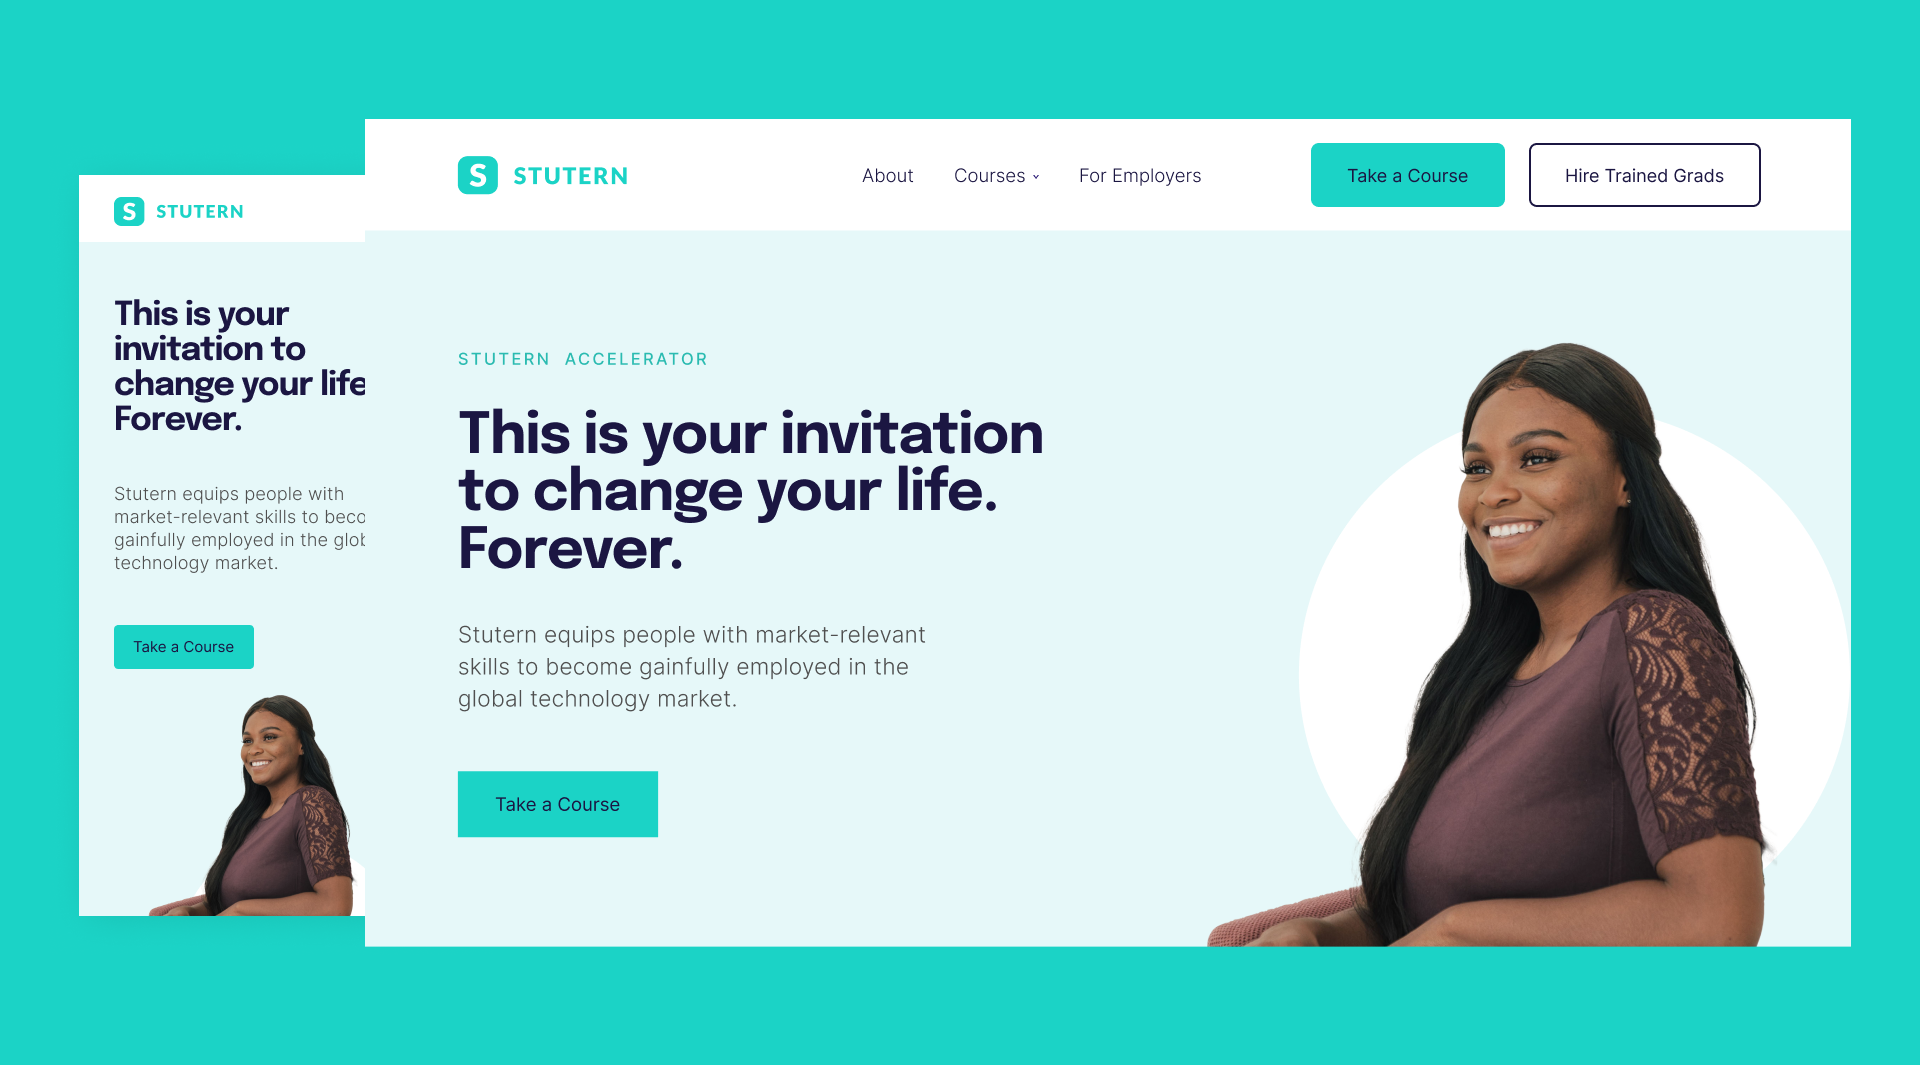 S STUTERN
This is your
invitation to
change your life
Forever.
Stutern equips people with
market-relevant skills to beco
gainfully employed in the glob
technology market.
Take a Course
S STUTERN
About
Courses
For Employers
Take a Course
Hire Trained Grads
STUTERN ACCELERATOR
This is your invitation
to change your life.
Forever.
Stutern equips people with market-relevant
skills to become gainfully employed in the
global technology market.
Take a Course